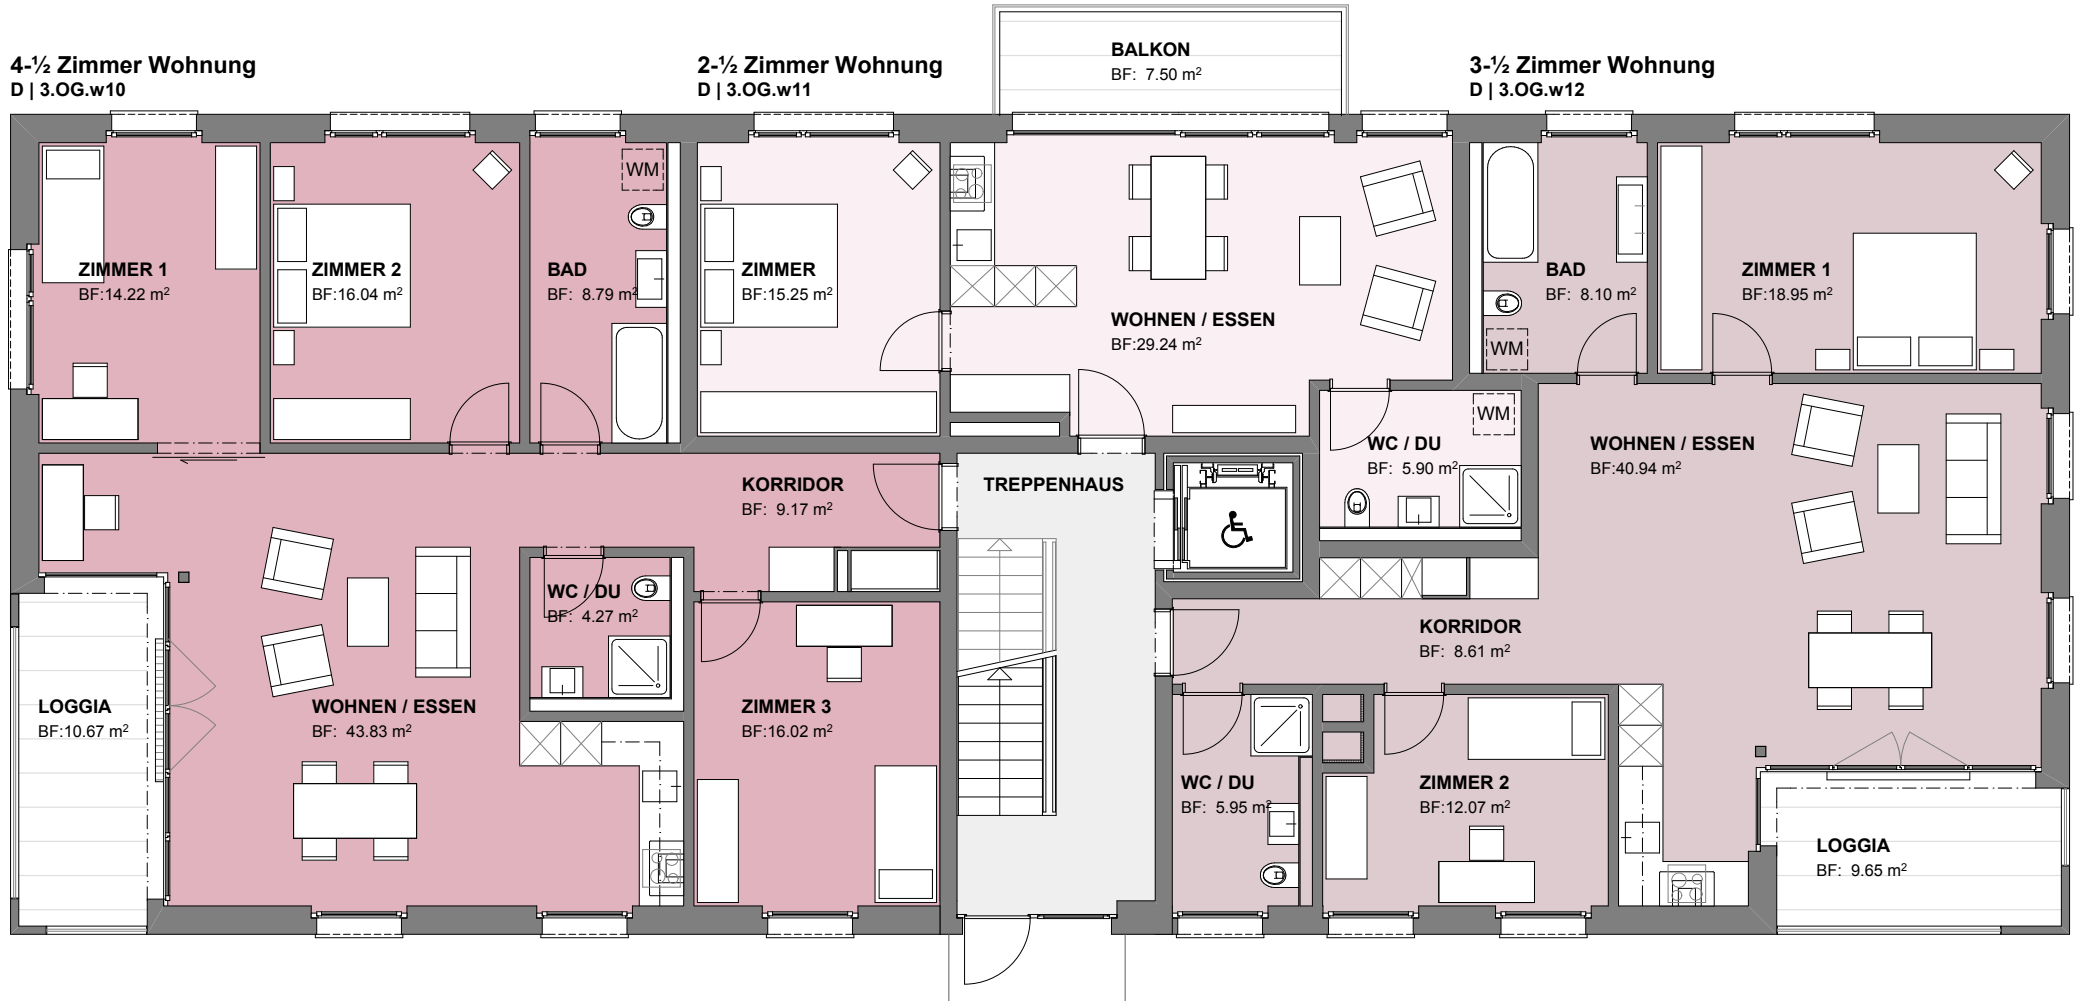 BALKON
BF: 7.50 m²
4-½ Zimmer Wohnung
D | 3.OG.w10
2-½ Zimmer Wohnung
D | 3.OG.w11
3-½ Zimmer Wohnung
D | 3.OG.w12
WM
ZIMMER 1
BF:14.22 m²
ZIMMER 2
BF:16.04 m²
BAD
BF: 8.79 m²
ZIMMER
BF:15.25 m²
WOHNEN / ESSEN
BF:29.24 m²
BAD
BF: 8.10 m²
WM
ZIMMER 1
BF:18.95 m²
WM
WC / DU
BF: 5.90 m²
WOHNEN / ESSEN
BF:40.94 m²
KORRIDOR
BF: 9.17 m²
TREPPENHAUS
WC / DU
BF: 4.27 m²
KORRIDOR
BF: 8.61 m²
LOGGIA
BF:10.67 m²
WOHNEN / ESSEN
BF: 43.83 m²
ZIMMER 3
BF:16.02 m²
WC / DU
BF: 5.95 m²
ZIMMER 2
BF:12.07 m²
LOGGIA
BF: 9.65 m²